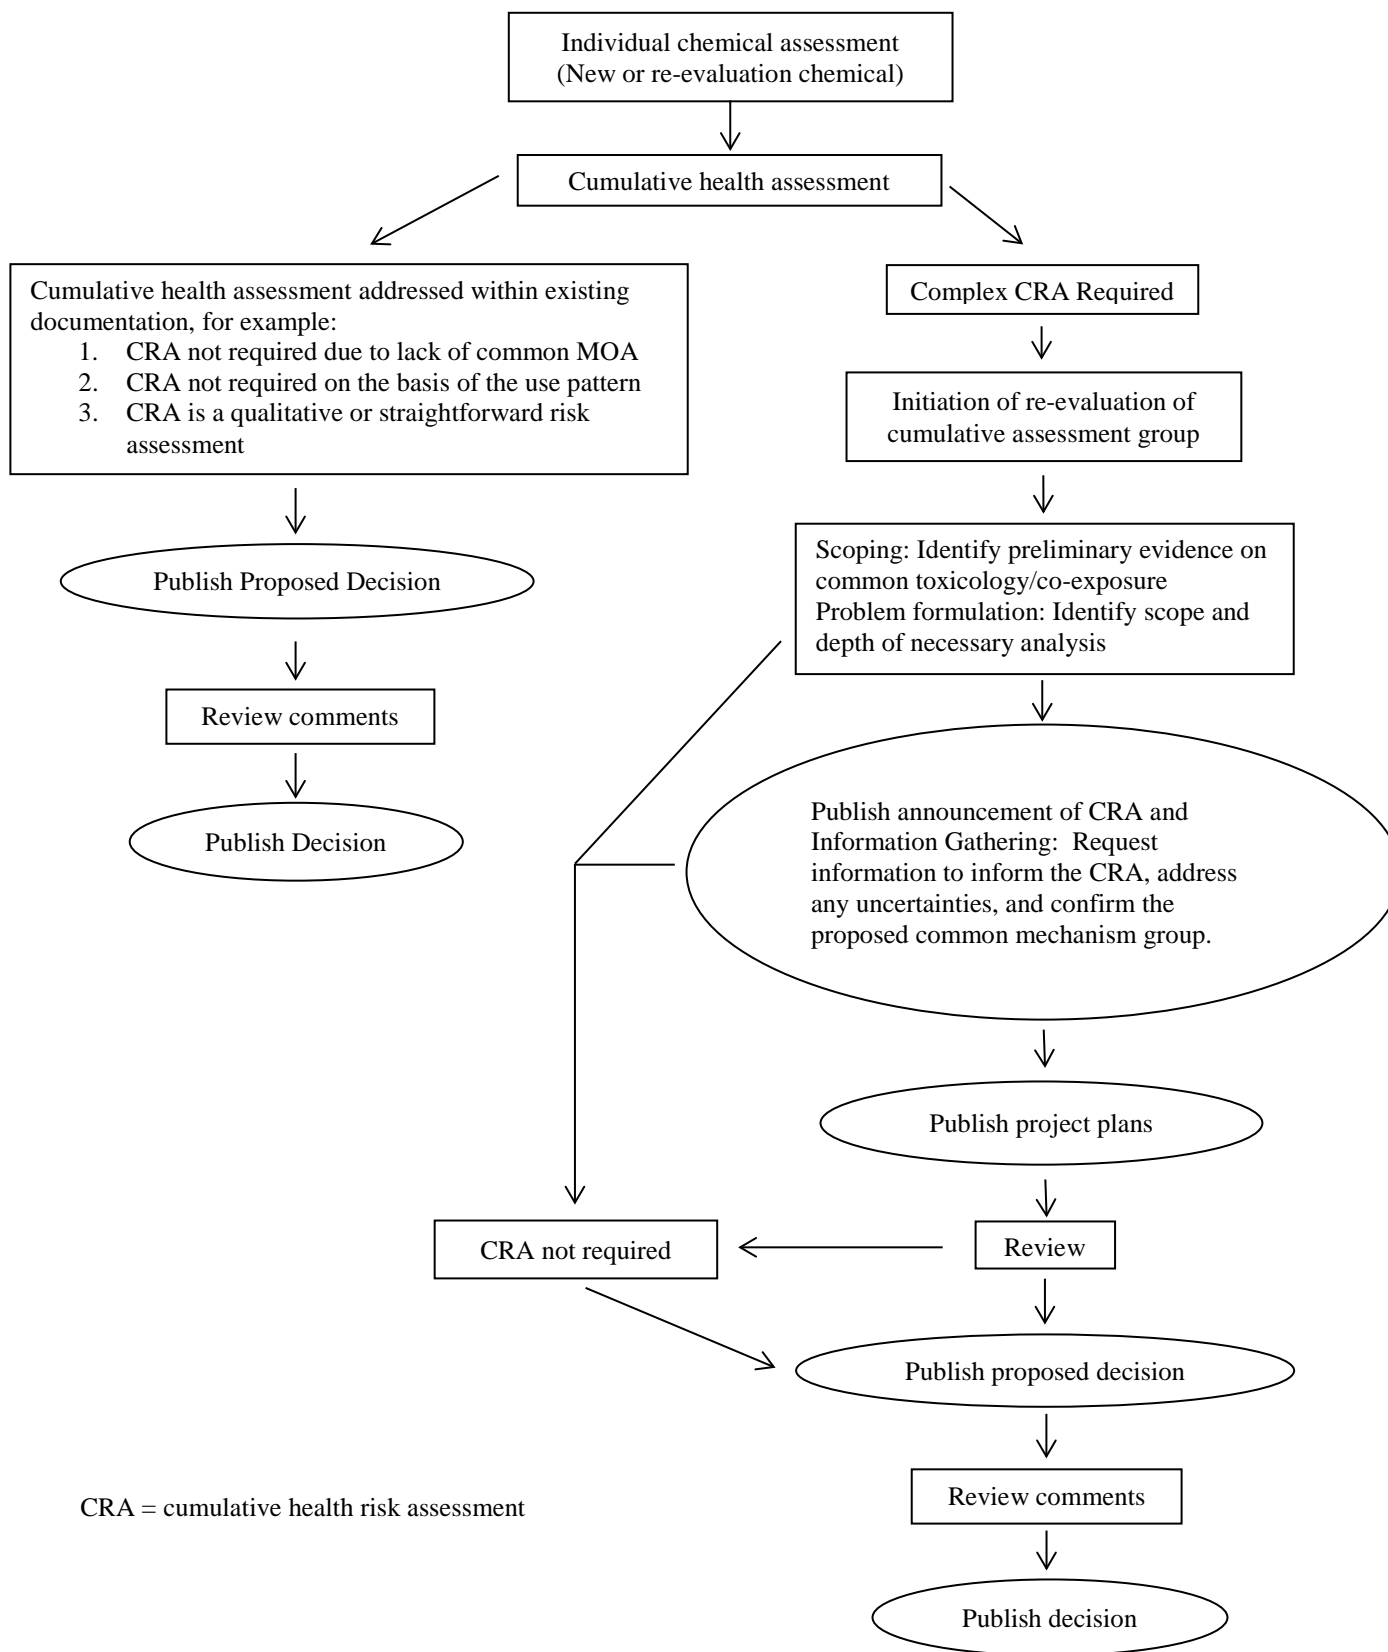 Individual chemical assessment
(New or re-evaluation chemical)
Cumulative health assessment
Cumulative health assessment addressed within existing
documentation, for example:
1. CRA not required due to lack of common MOA
2. CRA not required on the basis of the use pattern
3. CRA is a qualitative or straightforward risk
assessment
Publish Proposed Decision
Review comments
Publish Decision
Complex CRA Required
Initiation of re-evaluation of
cumulative assessment group
Scoping: Identify preliminary evidence on
common toxicology/co-exposure
Problem formulation: Identify scope and
depth of necessary analysis
Publish announcement of CRA and
Information Gathering: Request
information to inform the CRA, address
any uncertainties, and confirm the
proposed common mechanism group.
Publish project plans
CRA not required
Review
Publish proposed decision
Review comments
Publish decision
CRA = cumulative health risk assessment